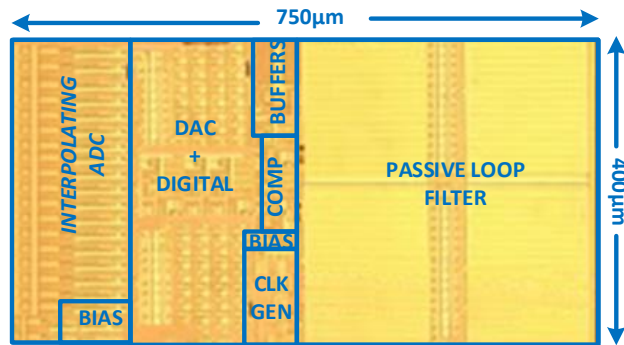 750µm
INTERPOLATING
ADC
DAC
+
DIGITAL
BUFFERS
COMP
BIAS
CLK
GEN
BIAS
PASSIVE LOOP
FILTER
400µm